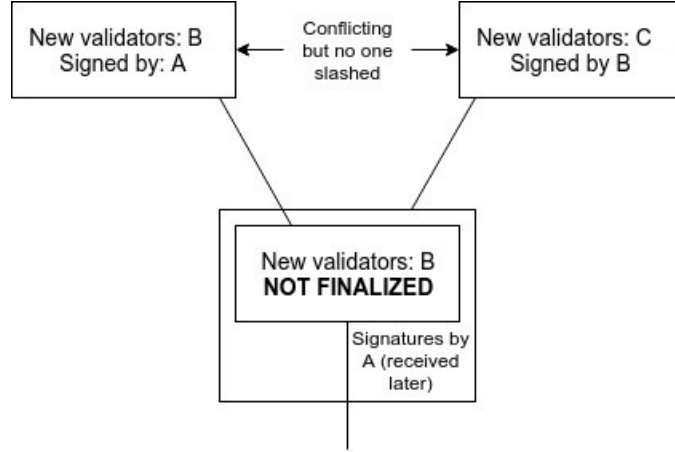 New validators: B
Signed by: A
Conflicting
but no one
slashed
New validators: C
Signed by B
New validators: B
NOT FINALIZED
Signatures by
A (received
later)